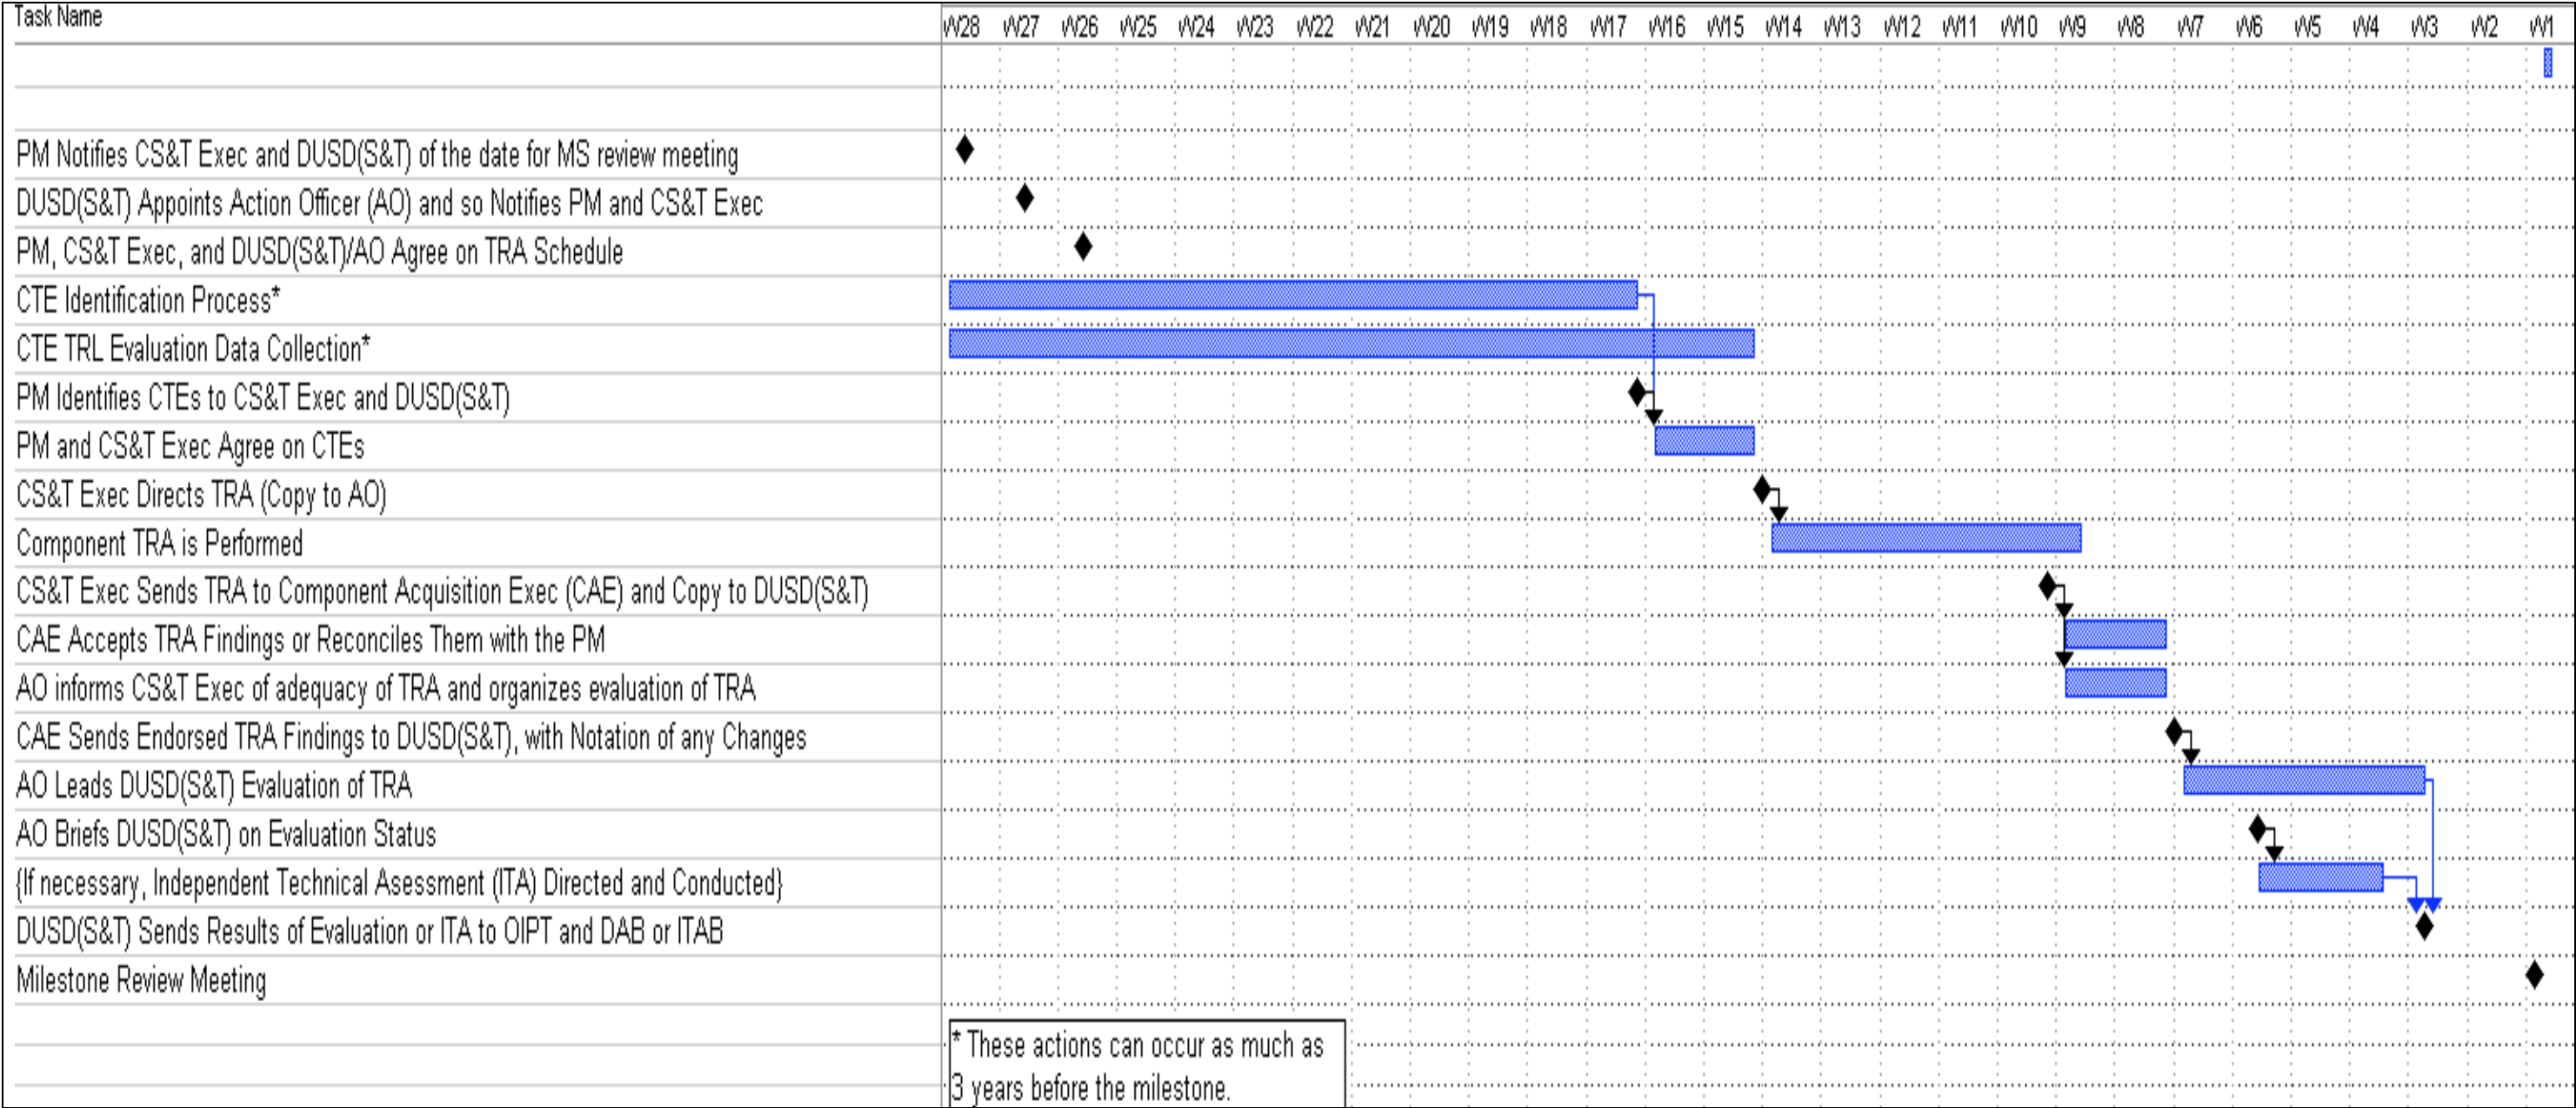 Task Name
W28 W27 W26 W25 W24 W23 W22 W21 W20 W19 W18 W17 W16 W15 W14 W13 W12 W11 W10 W9 W8 W7 W6 W5 W4 W3 W2 W1
PM Notifies CS&T Exec and DUSD(S&T) of the date for MS review meeting
DUSD(S&T) Appoints Action Officer (AO) and so Notifies PM and CS&T Exec
PM, CS&T Exec, and DUSD(S&T)/AO Agree on TRA Schedule
CTE Identification Process*
CTE TRL Evaluation Data Collection*
PM Identifies CTEs to CS&T Exec and DUSD(S&T)
PM and CS&T Exec Agree on CTEs
CS&T Exec Directs TRA (Copy to AO)
Component TRA is Performed
CS&T Exec Sends TRA to Component Acquisition Exec (CAE) and Copy to DUSD(S&T)
CAE Accepts TRA Findings or Reconciles Them with the PM
AO informs CS&T Exec of adequacy of TRA and organizes evaluation of TRA
CAE Sends Endorsed TRA Findings to DUSD(S&T), with Notation of any Changes
AO Leads DUSD(S&T) Evaluation of TRA
AO Briefs DUSD(S&T) on Evaluation Status
{If necessary, Independent Technical Asessment (ITA) Directed and Conducted}
DUSD(S&T) Sends Results of Evaluation or ITA to OIPT and DAB or ITAB
Milestone Review Meeting
* These actions can occur as much as
3 years before the milestone.